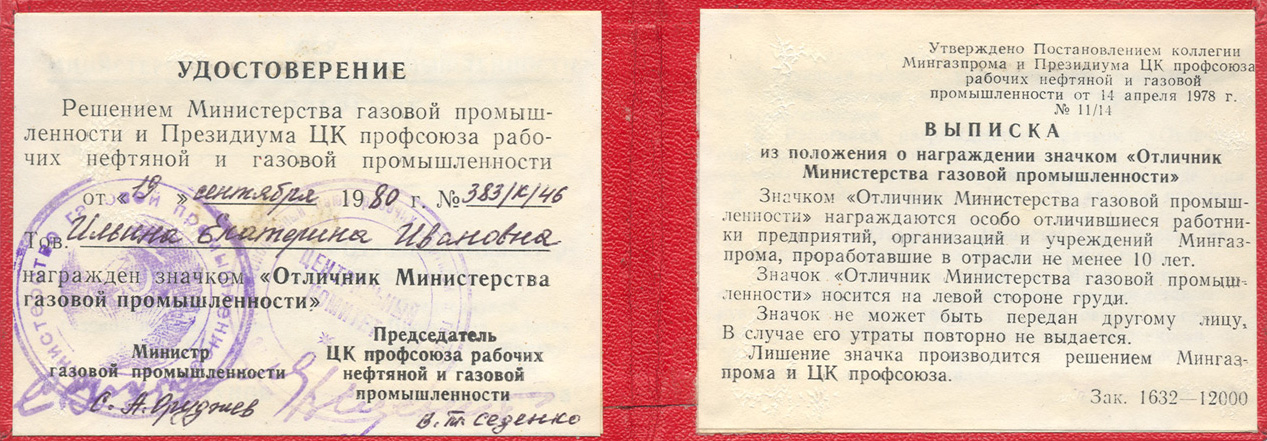 УДОСТОВЕРЕНИЕ
Решением Министерства газовой промыш-
ленности и Президиума ЦК профсоюза рабо-
чих нефтяной и газовой промышленности
от «19» сентября 1980 г. № 383/к/46
Тов. Ильина Екатерина Ивановна
награжден значком «Отличник Министерства
газовой промышленности»
Министр
газовой промышленности
С. А. Оруджев
Председатель
ЦК профсоюза рабочих
нефтяной и газовой
промышленности
В. Т. Седенко
ЦЕНТРАЛЬНЫЙ
КОМИТЕТ
Утверждено Постановлением коллегии
Мингазпрома и Президиума ЦК профсоюза
рабочих нефтяной и газовой
промышленности от 14 апреля 1978 г.
№ 11/14
ВЫПИСКА
из положения о награждении значком «Отличник
Министерства газовой промышленности»
Значком «Отличник Министерства газовой промыш-
ленности» награждаются особо отличившиеся работни-
ки предприятий, организаций и учреждений Мингаз-
прома, проработавшие в отрасли не менее 10 лет.
Значок «Отличник Министерства газовой промыш-
ленности» носится на левой стороне груди.
Значок не может быть передан другому лицу.
В случае его утраты повторно не выдается.
Лишение значка производится решением Мингаз-
прома и ЦК профсоюза.
Зак. 1632—12000